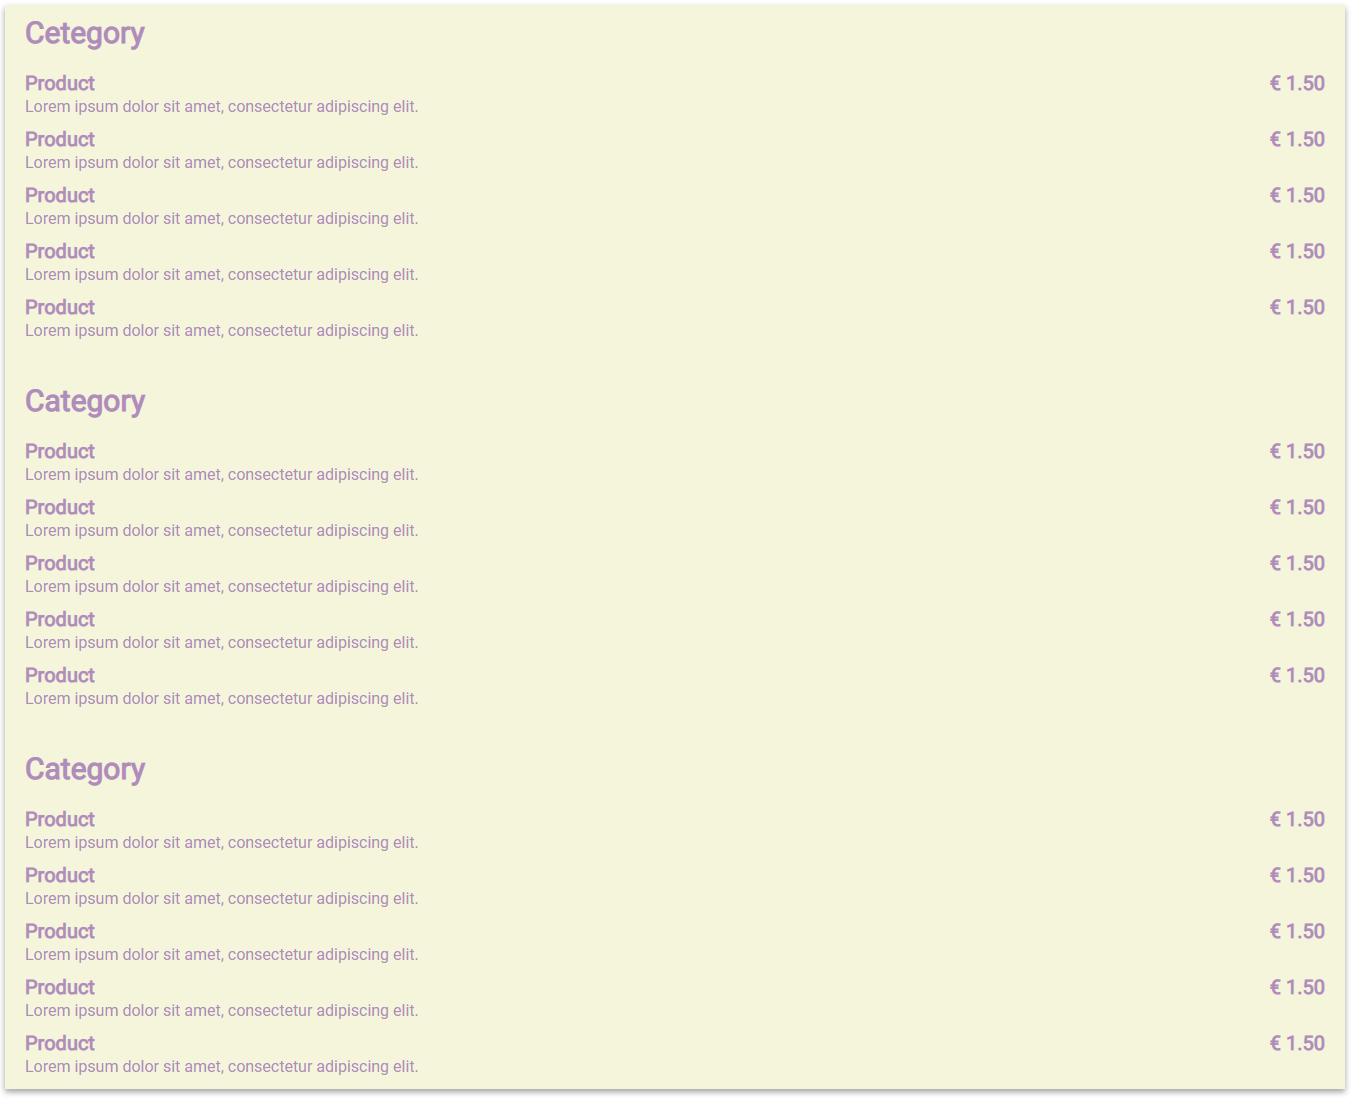 Cetegory
Product € 1.50
Lorem ipsum dolor sit amet, consectetur adipiscing elit.
Product € 1.50
Lorem ipsum dolor sit amet, consectetur adipiscing elit.
Product € 1.50
Lorem ipsum dolor sit amet, consectetur adipiscing elit.
Product € 1.50
Lorem ipsum dolor sit amet, consectetur adipiscing elit.
Product € 1.50
Lorem ipsum dolor sit amet, consectetur adipiscing elit.
Category
Product € 1.50
Lorem ipsum dolor sit amet, consectetur adipiscing elit.
Product € 1.50
Lorem ipsum dolor sit amet, consectetur adipiscing elit.
Product € 1.50
Lorem ipsum dolor sit amet, consectetur adipiscing elit.
Product € 1.50
Lorem ipsum dolor sit amet, consectetur adipiscing elit.
Product € 1.50
Lorem ipsum dolor sit amet, consectetur adipiscing elit.
Category
Product € 1.50
Lorem ipsum dolor sit amet, consectetur adipiscing elit.
Product € 1.50
Lorem ipsum dolor sit amet, consectetur adipiscing elit.
Product € 1.50
Lorem ipsum dolor sit amet, consectetur adipiscing elit.
Product € 1.50
Lorem ipsum dolor sit amet, consectetur adipiscing elit.
Product € 1.50
Lorem ipsum dolor sit amet, consectetur adipiscing elit.